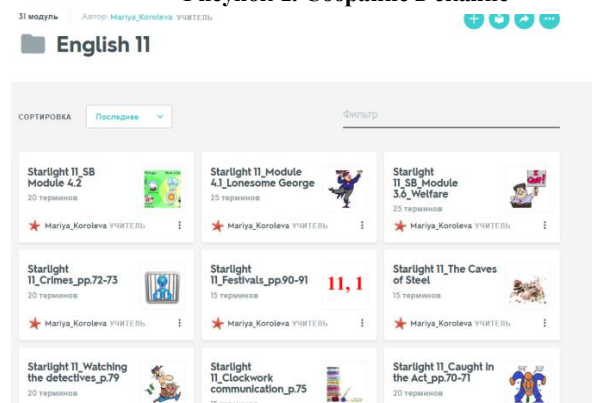 31 модуль Автор: Mariya_Koroleva УЧИТЕЛЬ
English 11
СОРТИРОВКА Последнее Фильтр
Starlight 11_SB Module 4.2
20 терминов
Mariya_Koroleva УЧИТЕЛЬ
Starlight 11_Module 4.1_Lonesome George
25 терминов
Mariya_Koroleva УЧИТЕЛЬ
Starlight 11_SB_Module 3.6_Welfare
25 терминов
Mariya_Koroleva УЧИТЕЛЬ
Starlight 11_Crimes_pp.72-73
20 терминов
Mariya_Koroleva УЧИТЕЛЬ
Starlight 11_Festivals_pp.90-91
15 терминов
11, 1
Mariya_Koroleva УЧИТЕЛЬ
Starlight 11_The Caves of Steel
15 терминов
Mariya_Koroleva УЧИТЕЛЬ
Starlight 11_Watching the detectives_p.79
20 терминов
Starlight 11_Clockwork communication_p.75
Starlight 11_Caught in the Act_pp.70-71
20 терминов